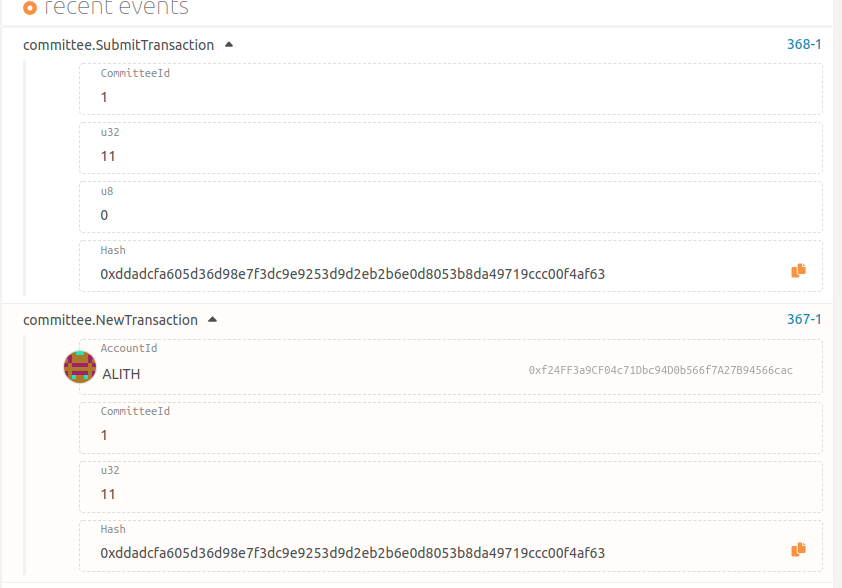 recent events
committee.SubmitTransaction 368-1
CommitteeId
1
u32
11
u8
0
Hash
0xddadcfa605d36d98e7f3dc9e9253d9d2eb2b6e0d8053b8da49719ccc00f4af63
committee.NewTransaction 367-1
AccountId
ALITH 0xf24FF3a9CF04c71Dbc94D0b566f7A27B94566cac
CommitteeId
1
u32
11
Hash
0xddadcfa605d36d98e7f3dc9e9253d9d2eb2b6e0d8053b8da49719ccc00f4af63